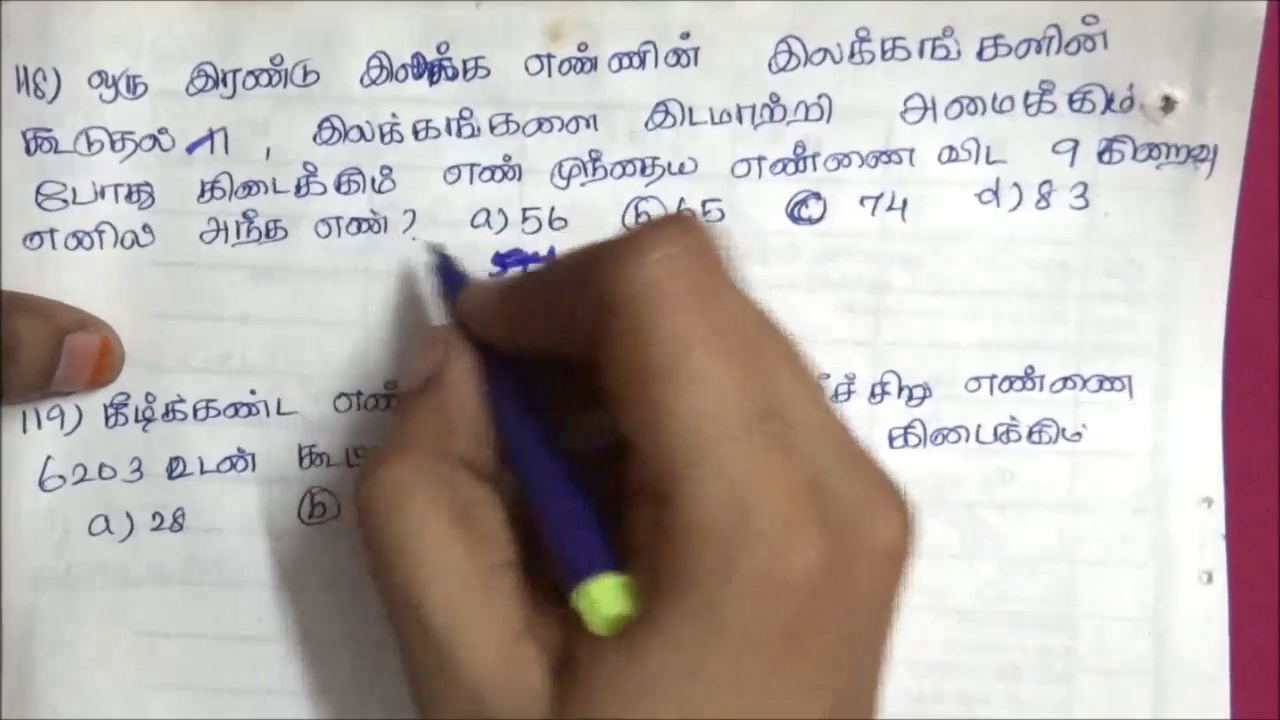 118) ஒரு இரண்டு இலக்க எண்ணின் இலக்கங்களின்
கூடுதல் 11, இலக்கங்களை இடமாற்றி அமைக்கும்
போது கிடைக்கும் எண் முந்தைய எண்ணை விட 9 குறைவு
எனில் அந்த எண்? a) 56 b) 65 c) 74 d) 83
119) கீழ்க்கண்ட சிறு எண்ணை
6203 உடன் கிடைக்கும்
a) 28 b)